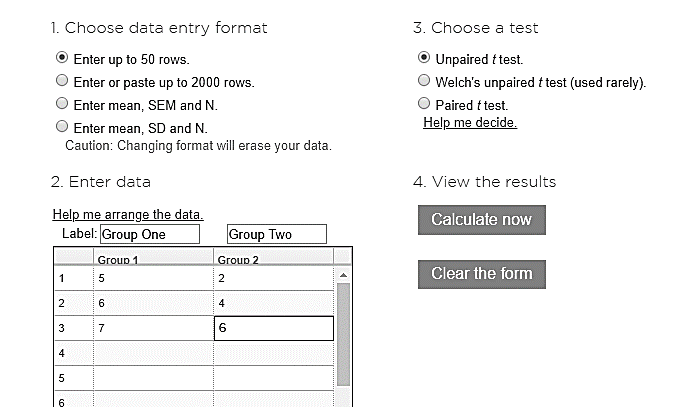 1. Choose data entry format
Enter up to 50 rows.
Enter or paste up to 2000 rows.
Enter mean, SEM and N.
Enter mean, SD and N.
Caution: Changing format will erase your data.
2. Enter data
Help me arrange the data.
Label: Group One Group Two
Group 1 Group 2
1 5 2
2 6 4
3 7 6
4
5
6
3. Choose a test
Unpaired t test.
Welch's unpaired t test (used rarely).
Paired t test.
Help me decide.
4. View the results
Calculate now
Clear the form